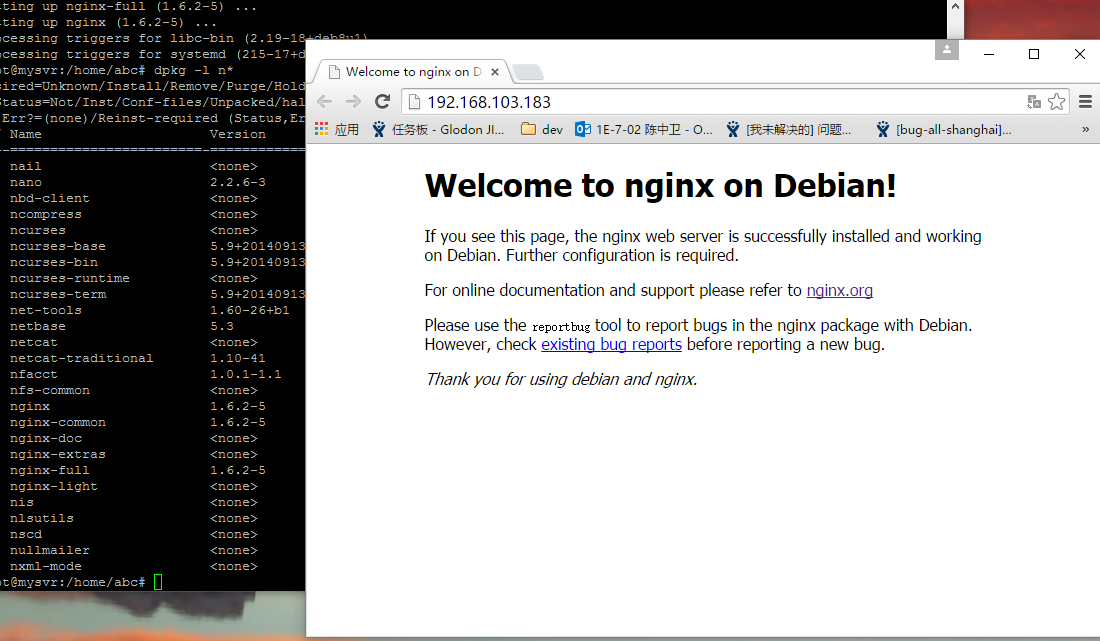 ting up nginx-full (1.6.2-5) ...
ting up nginx (1.6.2-5) ...
ocessing triggers for libc-bin (2.19-18+deb8u1)
ocessing triggers for systemd (215-17+d
ot@mysvr:/home/abc# dpkg -l n*
sired=Unknown/Install/Remove/Purge/Hold
Status=Not/Inst/Conf-files/Unpacked/hal
Err?=(none)/Reinst-required (Status,Er
Name Version
-========================-============
nail <none>
nano 2.2.6-3
nbd-client <none>
ncompress <none>
ncurses <none>
ncurses-base 5.9+20140913
ncurses-bin 5.9+20140913
ncurses-runtime <none>
ncurses-term 5.9+20140913
net-tools 1.60-26+b1
netbase 5.3
netcat <none>
netcat-traditional 1.10-41
nfacct 1.0.1-1.1
nfs-common <none>
nginx 1.6.2-5
nginx-common 1.6.2-5
nginx-doc <none>
nginx-extras <none>
nginx-full 1.6.2-5
nginx-light <none>
nis <none>
nlsutils <none>
nscd <none>
nullmailer <none>
nxml-mode <none>
ot@mysvr:/home/abc#
Welcome to nginx on D
192.168.103.183
应用 任务板 - Glodon JI... dev 1E-7-02 陈中卫 - O... [我未解决的] 问题... [bug-all-shanghai]... »
Welcome to nginx on Debian!
If you see this page, the nginx web server is successfully installed and working
on Debian. Further configuration is required.
For online documentation and support please refer to nginx.org
Please use the reportbug tool to report bugs in the nginx package with Debian.
However, check existing bug reports before reporting a new bug.
Thank you for using debian and nginx.